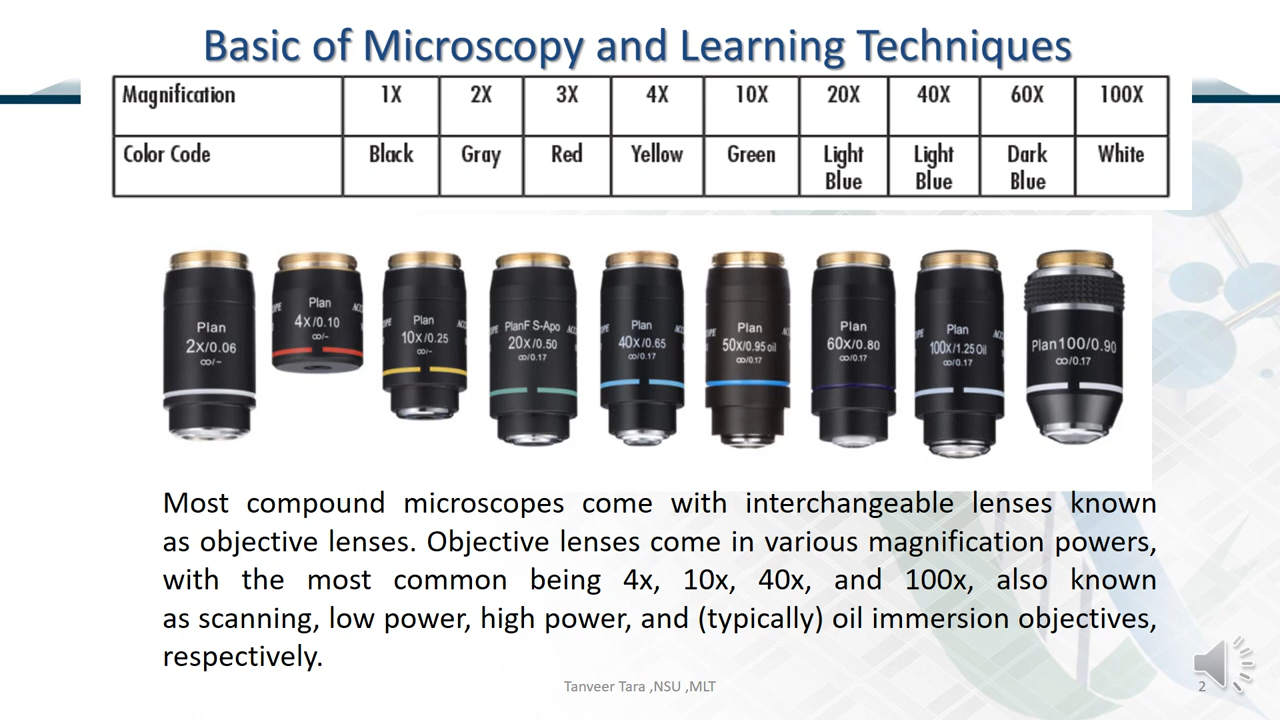 Basic of Microscopy and Learning Techniques
Magnification 1X 2X 3X 4X 10X 20X 40X 60X 100X
Color Code Black Gray Red Yellow Green Light Blue Light Blue Dark Blue White
Plan
2X/0.06
∞/-
Plan
4X/0.10
∞/-
Plan
10X/0.25
∞/-
PlanF S-Apo
20X/0.50
∞/0.17
Plan
40X/0.65
∞/0.17
Plan
50X/0.95 oil
∞/0.17
Plan
60X/0.80
∞/0.17
Plan
100X/1.25 Oil
∞/0.17
Plan100/0.90
∞/0.17
Most compound microscopes come with interchangeable lenses known
as objective lenses. Objective lenses come in various magnification powers,
with the most common being 4x, 10x, 40x, and 100x, also known
as scanning, low power, high power, and (typically) oil immersion objectives,
respectively.
Tanveer Tara ,NSU ,MLT
2